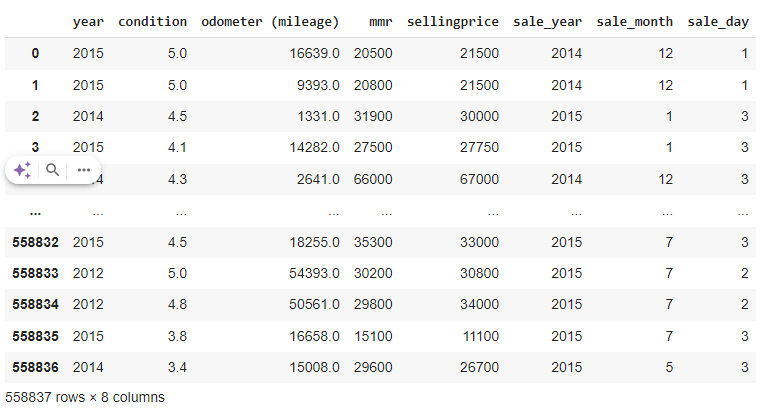 year condition odometer (mileage) mmr sellingprice sale_year sale_month sale_day
0 2015 5.0 16639.0 20500 21500 2014 12 1
1 2015 5.0 9393.0 20800 21500 2014 12 1
2 2014 4.5 1331.0 31900 30000 2015 1 3
3 2015 4.1 14282.0 27500 27750 2015 1 3
4 4.3 2641.0 66000 67000 2014 12 3
... ... ... ... ... ... ... ... ...
558832 2015 4.5 18255.0 35300 33000 2015 7 3
558833 2012 5.0 54393.0 30200 30800 2015 7 2
558834 2012 4.8 50561.0 29800 34000 2015 7 2
558835 2015 3.8 16658.0 15100 11100 2015 7 3
558836 2014 3.4 15008.0 29600 26700 2015 5 3
558837 rows × 8 columns